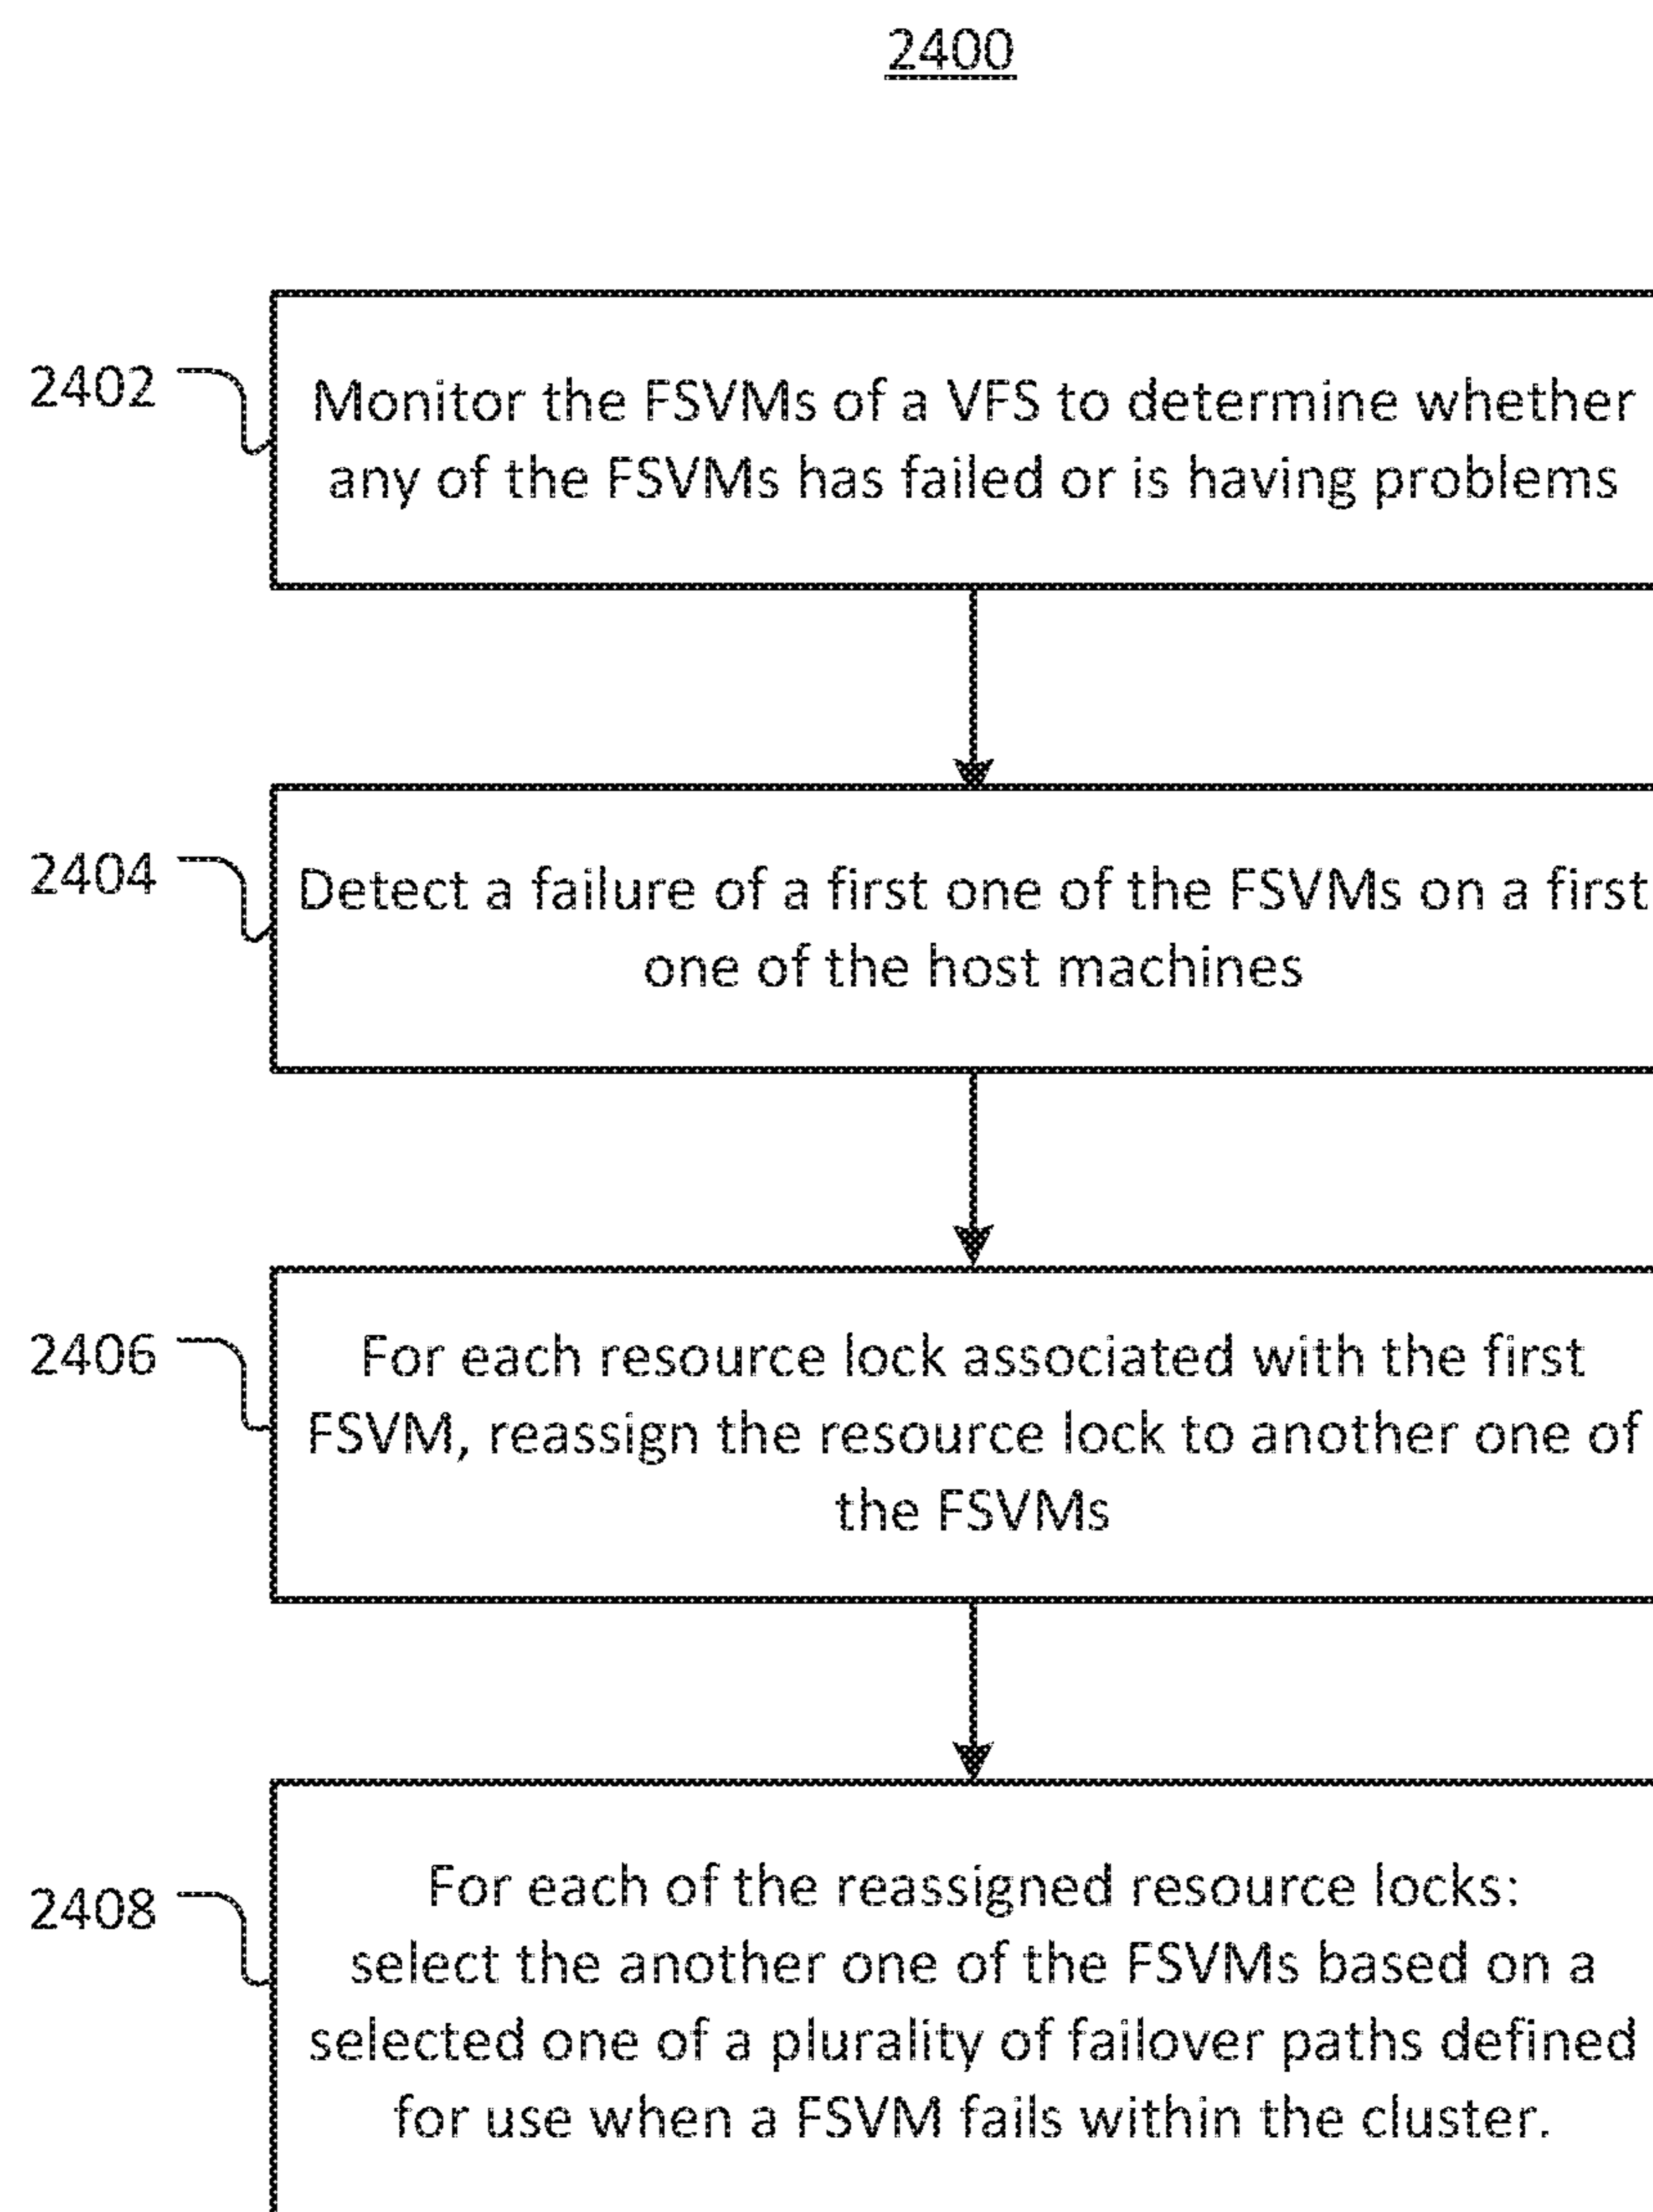 2400
2402
Monitor the FSVMs of a VFS to determine whether
any of the FSVMs has failed or is having problems
2404
Detect a failure of a first one of the FSVMs on a first
one of the host machines
2406
For each resource lock associated with the first
FSVM, reassign the resource lock to another one of
the FSVMs
2408
For each of the reassigned resource locks:
select the another one of the FSVMs based on a
selected one of a plurality of failover paths defined
for use when a FSVM fails within the cluster.